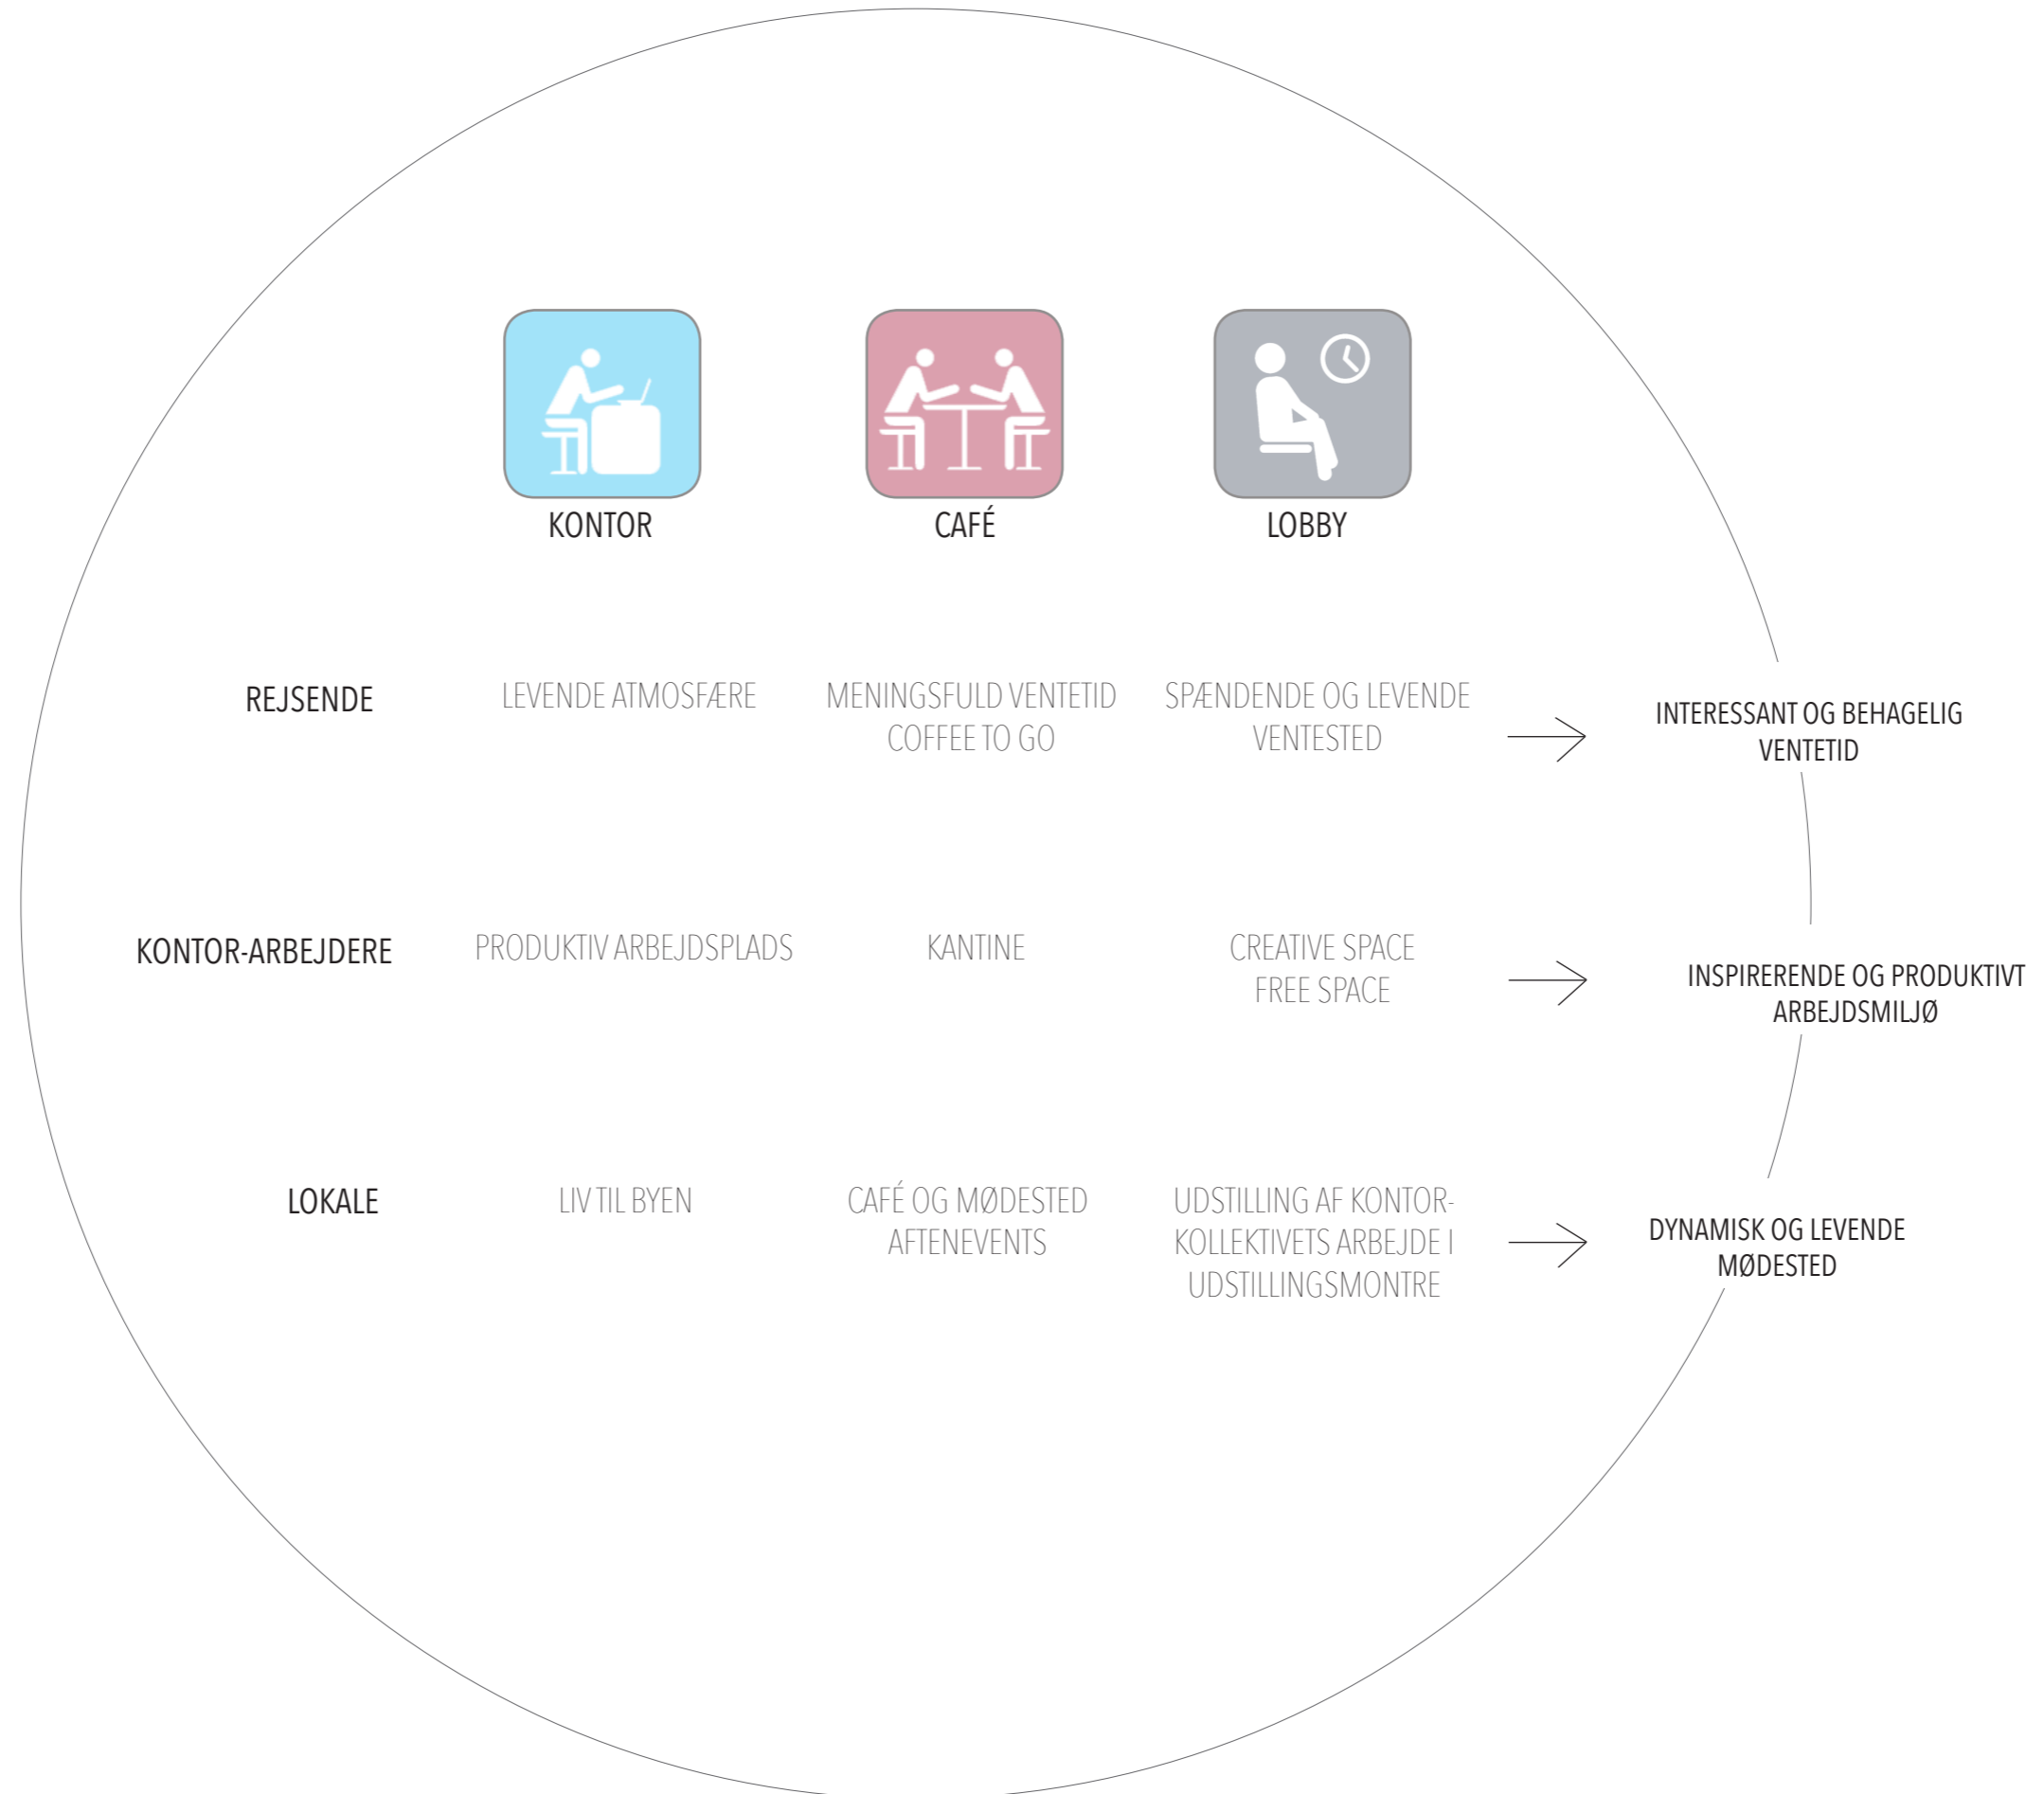 KONTOR
CAFÉ
LOBBY
REJSENDE
LEVENDE ATMOSFÆRE
MENINGSFULD VENTETID
COFFEE TO GO
SPÆNDENDE OG LEVENDE
VENTESTED
INTERESSANT OG BEHAGELIG
VENTETID
KONTOR-ARBEJDERE
PRODUKTIV ARBEJDSPLADS
KANTINE
CREATIVE SPACE
FREE SPACE
INSPIRERENDE OG PRODUKTIVT
ARBEJDSMILJØ
LOKALE
LIV TIL BYEN
CAFÉ OG MØDESTED
AFTENEVENTS
UDSTILLING AF KONTOR-
KOLLEKTIVETS ARBEJDE I
UDSTILLINGSMONTRE
DYNAMISK OG LEVENDE
MØDESTED